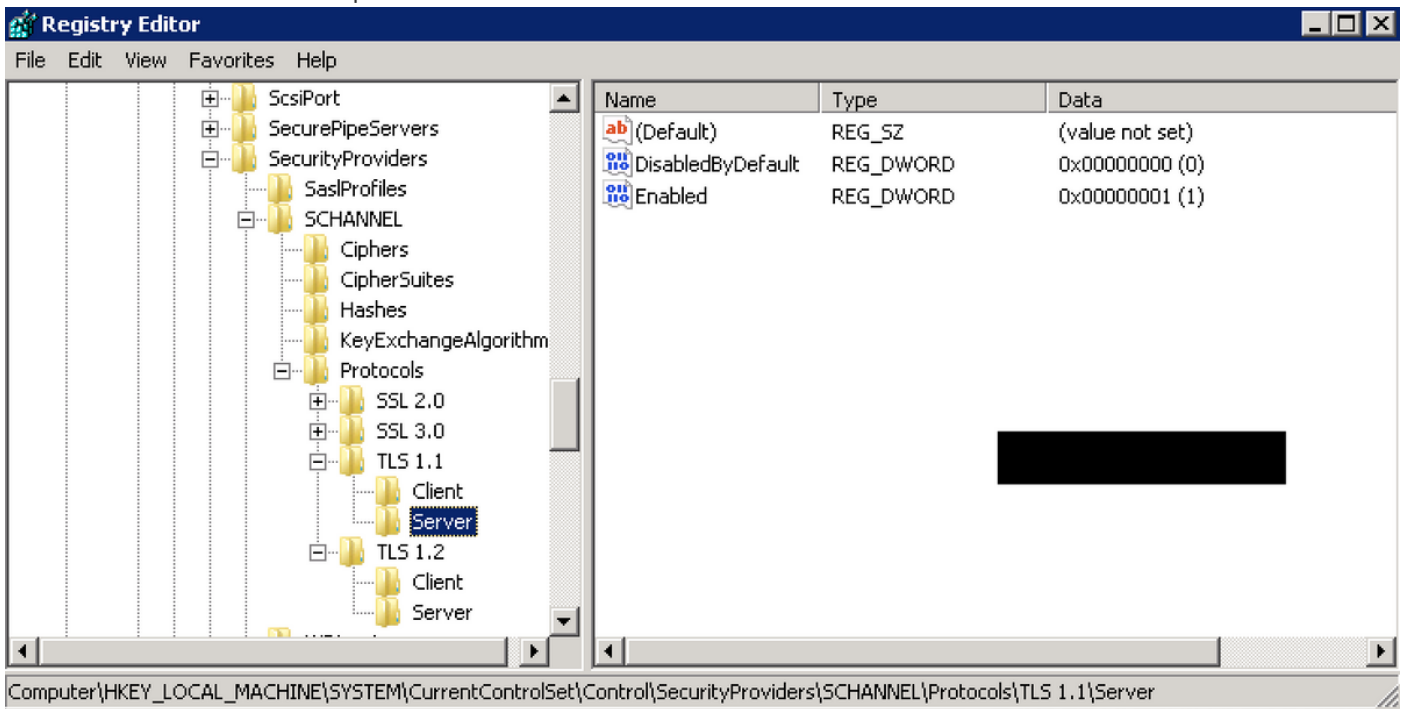 Registry Editor
File Edit View Favorites Help
ScsiPort
SecurePipeServers
SecurityProviders
SaslProfiles
SCHANNEL
Ciphers
CipherSuites
Hashes
KeyExchangeAlgorithm
Protocols
SSL 2.0
SSL 3.0
TLS 1.1
Client
Server
TLS 1.2
Client
Server
Name Type Data
(Default) REG_SZ (value not set)
DisabledByDefault REG_DWORD 0x00000000 (0)
Enabled REG_DWORD 0x00000001 (1)
Computer\HKEY_LOCAL_MACHINE\SYSTEM\CurrentControlSet\Control\SecurityProviders\SCHANNEL\Protocols\TLS 1.1\Server